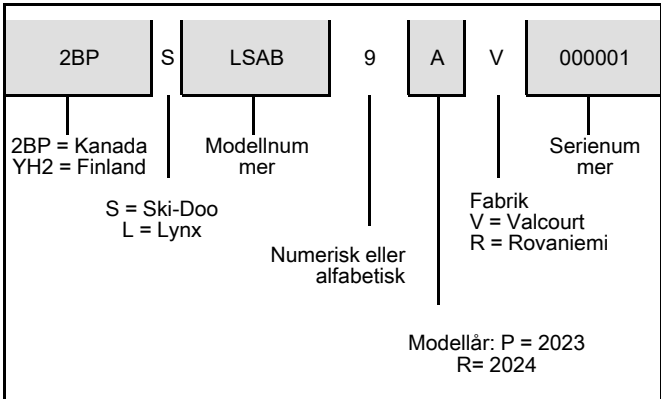 2BP S LSAB 9 A V 000001
2BP = Kanada
YH2 = Finland
Modellnum
mer
Serienum
mer
S = Ski-Doo
L = Lynx
Fabrik
V = Valcourt
R = Rovaniemi
Numerisk eller
alfabetisk
Modellår: P = 2023
R= 2024